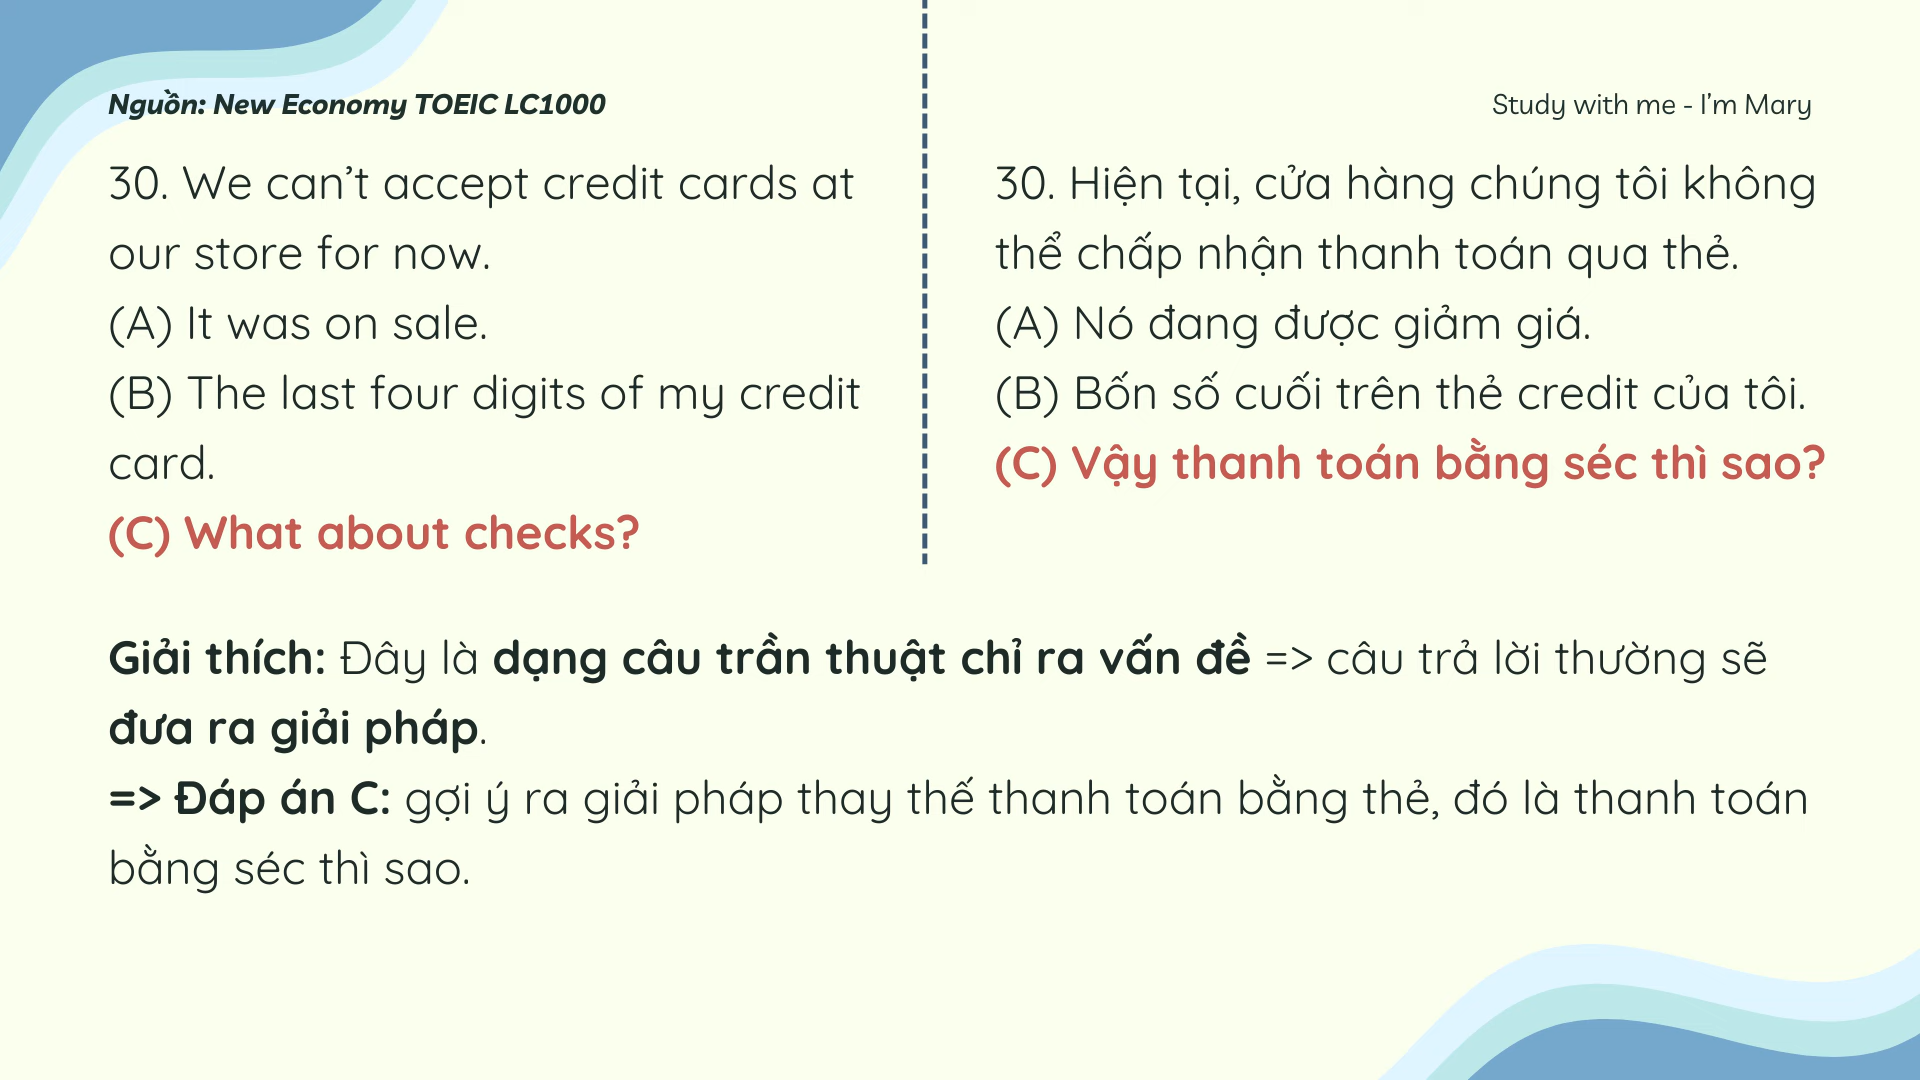 Nguồn: New Economy TOEIC LC1000
Study with me - I’m Mary
30. We can’t accept credit cards at
our store for now.
(A) It was on sale.
(B) The last four digits of my credit
card.
(C) What about checks?
30. Hiện tại, cửa hàng chúng tôi không
thể chấp nhận thanh toán qua thẻ.
(A) Nó đang được giảm giá.
(B) Bốn số cuối trên thẻ credit của tôi.
(C) Vậy thanh toán bằng séc thì sao?
Giải thích: Đây là dạng câu trần thuật chỉ ra vấn đề => câu trả lời thường sẽ
đưa ra giải pháp.
=> Đáp án C: gợi ý ra giải pháp thay thế thanh toán bằng thẻ, đó là thanh toán
bằng séc thì sao.